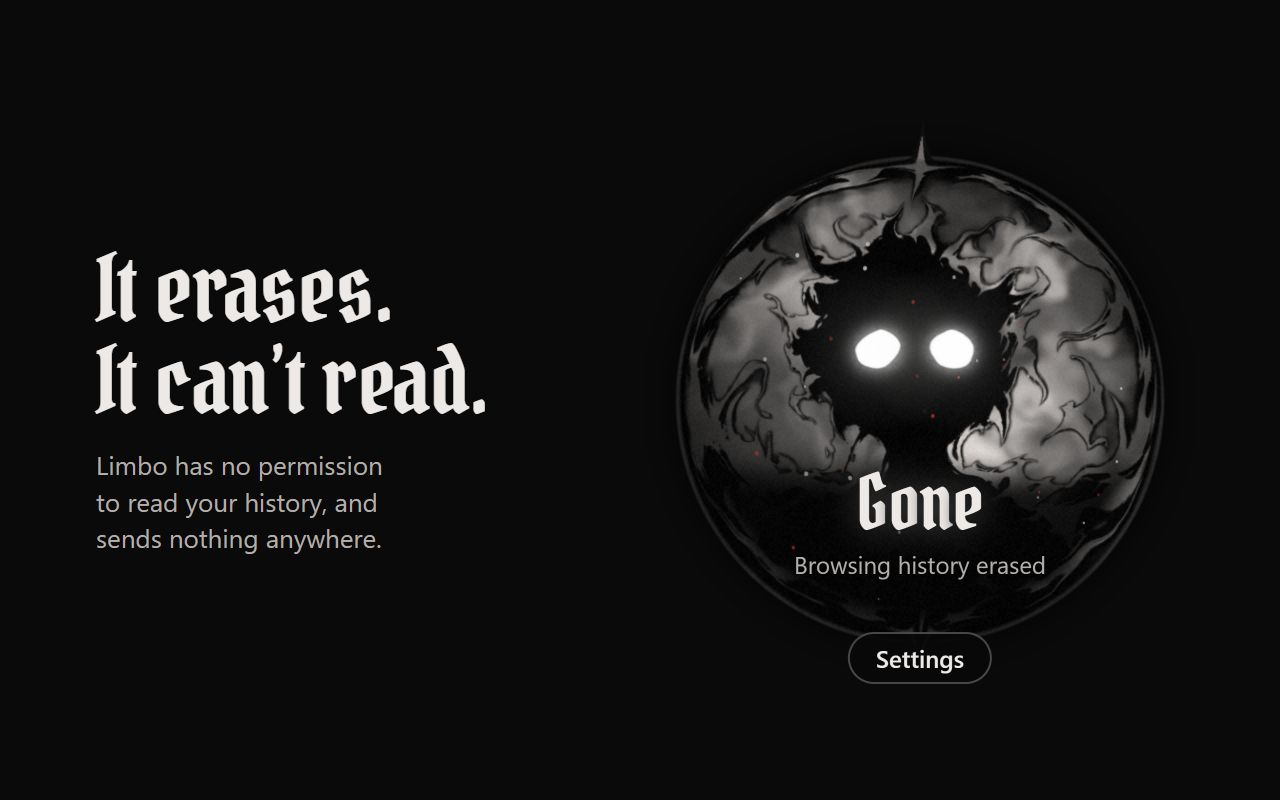 It erases.
It can’t read.
Limbo has no permission
to read your history, and
sends nothing anywhere.
Gone
Browsing history erased
Settings